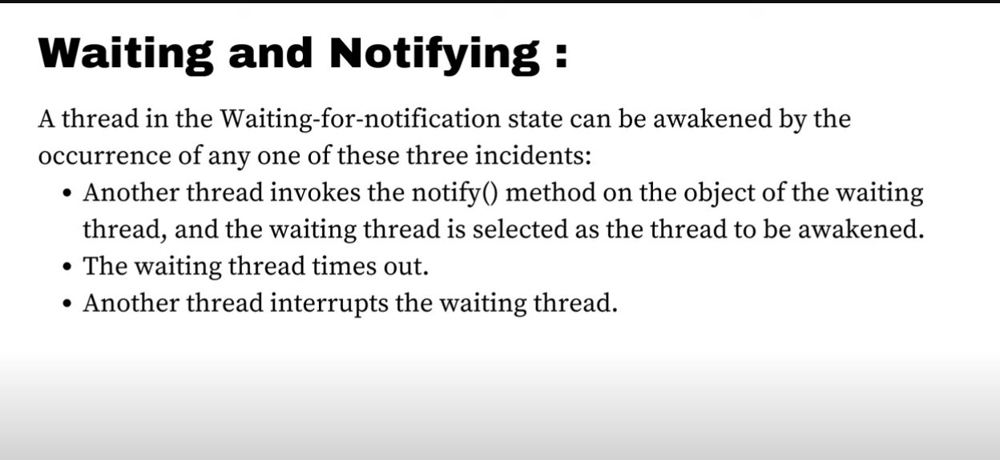 Waiting and Notifying :
A thread in the Waiting-for-notification state can be awakened by the
occurrence of any one of these three incidents:
• Another thread invokes the notify() method on the object of the waiting
thread, and the waiting thread is selected as the thread to be awakened.
• The waiting thread times out.
• Another thread interrupts the waiting thread.